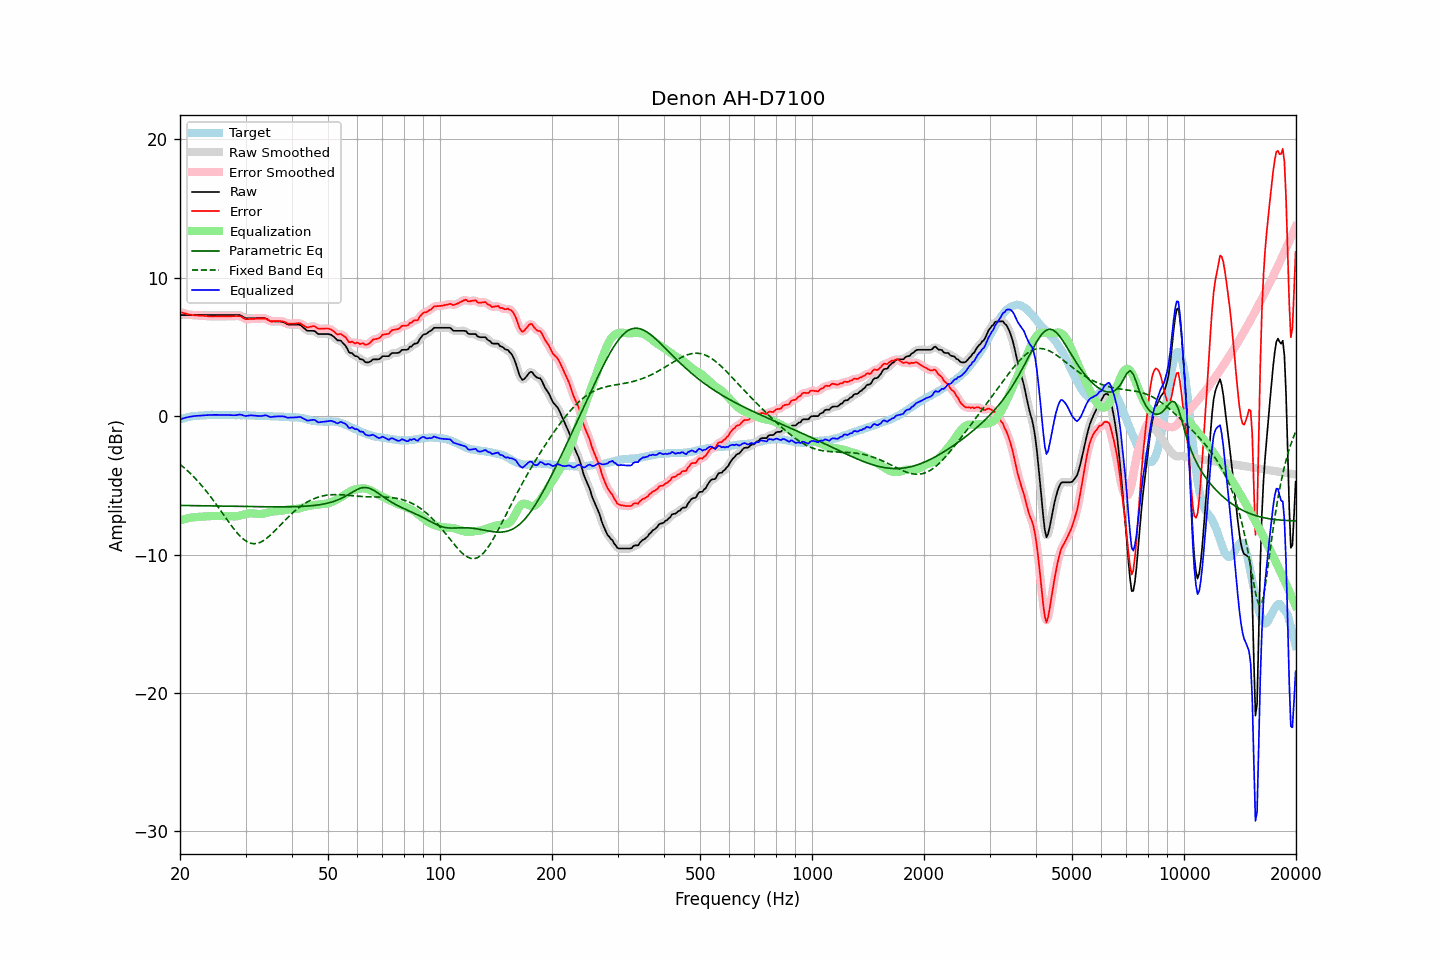 Denon AH-D7100
Target
Raw Smoothed
Error Smoothed
Raw
Error
Equalization
Parametric Eq
Fixed Band Eq
Equalized
20
10
0
−10
−20
−30
Amplitude (dBr)
20
50
100
200
500
1000
2000
5000
10000
20000
Frequency (Hz)